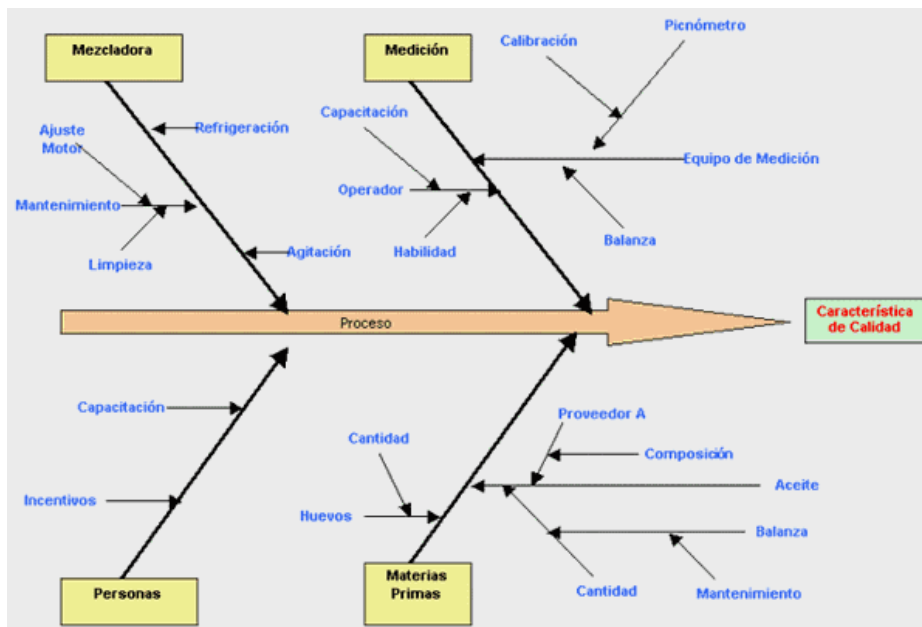 Mezcladora
Medición
Picnómetro
Calibración
Capacitación
Refrigeración
Ajuste
Motor
Equipo de Medición
Operador
Mantenimiento
Balanza
Habilidad
Agitación
Limpieza
Proceso
Característica
de Calidad
Capacitación
Proveedor A
Cantidad
Composición
Aceite
Incentivos
Huevos
Balanza
Cantidad
Mantenimiento
Personas
Materias
Primas